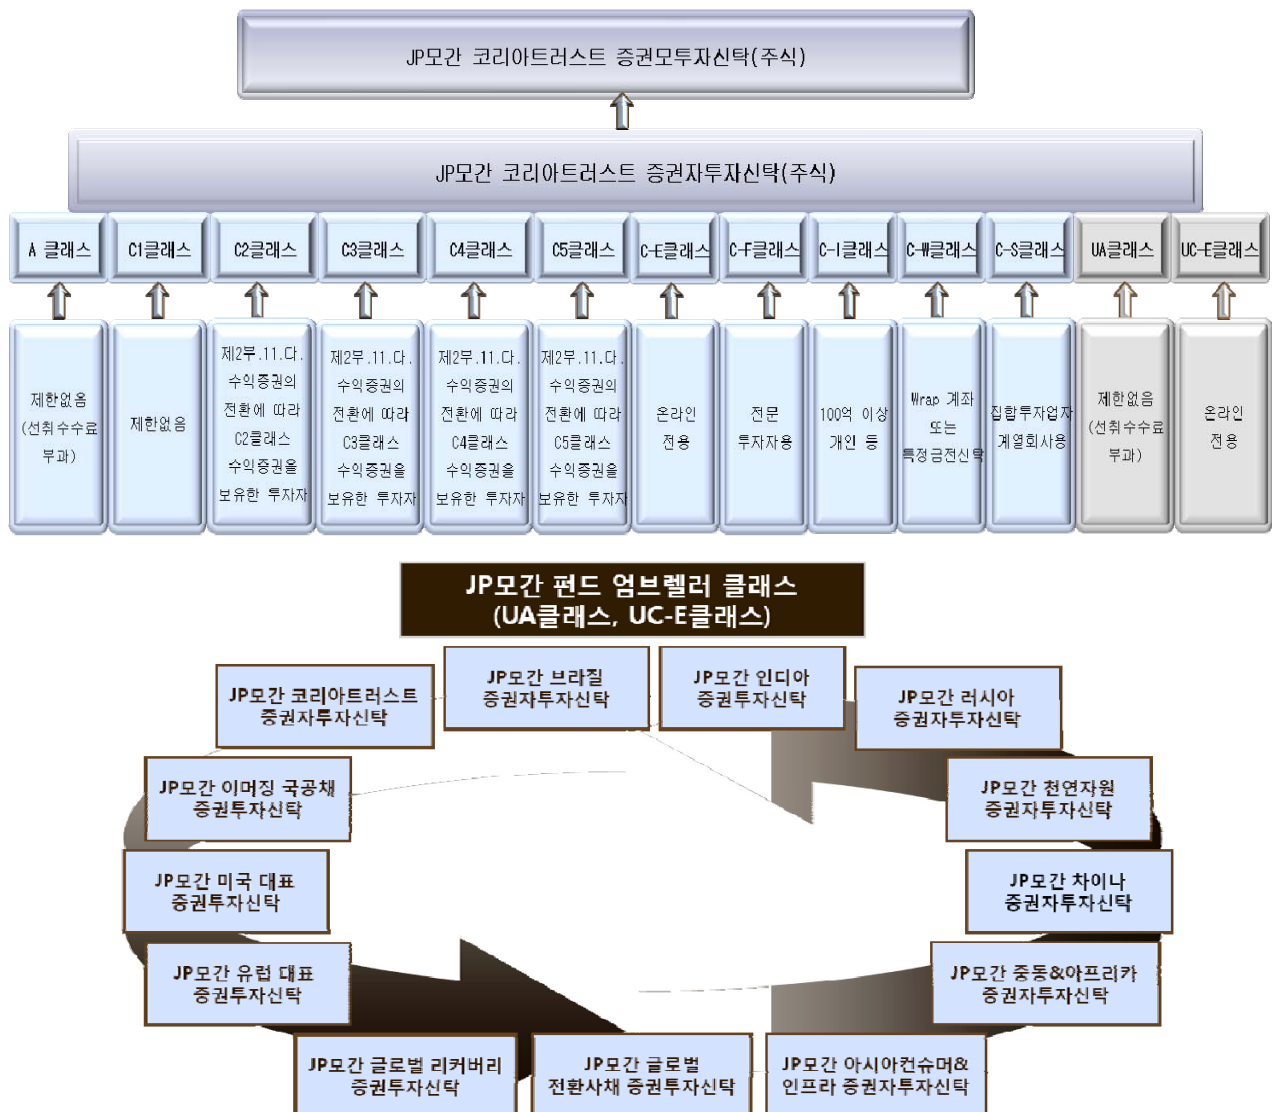 JP모간 코리아트러스트 증권모투자신탁(주식)
JP모간 코리아트러스트 증권자투자신탁(주식)
A 클래스
C1클래스
C2클래스
C3클래스
C4클래스
C5클래스
C-E클래스
C-F클래스
C-I클래스
C-W클래스
C-S클래스
UA클래스
UC-E클래스
제한없음
(선취수수료
부과)
제한없음
제2부.11.다.
수익증권의
전환에 따라
C2클래스
수익증권을
보유한 투자자
제2부.11.다.
수익증권의
전환에 따라
C3클래스
수익증권을
보유한 투자자
제2부.11.다.
수익증권의
전환에 따라
C4클래스
수익증권을
보유한 투자자
제2부.11.다.
수익증권의
전환에 따라
C5클래스
수익증권을
보유한 투자자
온라인
전용
전문
투자자용
100억 이상
개인 등
Wrap 계좌
또는
특정금전신탁
집합투자업자
계열회사용
제한없음
(선취수수료
부과)
온라인
전용
JP모간 펀드 엄브렐러 클래스
(UA클래스, UC-E클래스)
JP모간 코리아트러스트
증권자투자신탁
JP모간 브라질
증권자투자신탁
JP모간 인디아
증권투자신탁
JP모간 러시아
증권자투자신탁
JP모간 이머징 국공채
증권투자신탁
JP모간 천연자원
증권자투자신탁
JP모간 미국 대표
증권투자신탁
JP모간 차이나
증권자투자신탁
JP모간 유럽 대표
증권투자신탁
JP모간 중동&아프리카
증권자투자신탁
JP모간 글로벌 리커버리
증권투자신탁
JP모간 글로벌
전환사채 증권투자신탁
JP모간 아시아컨슈머&
인프라 증권자투자신탁